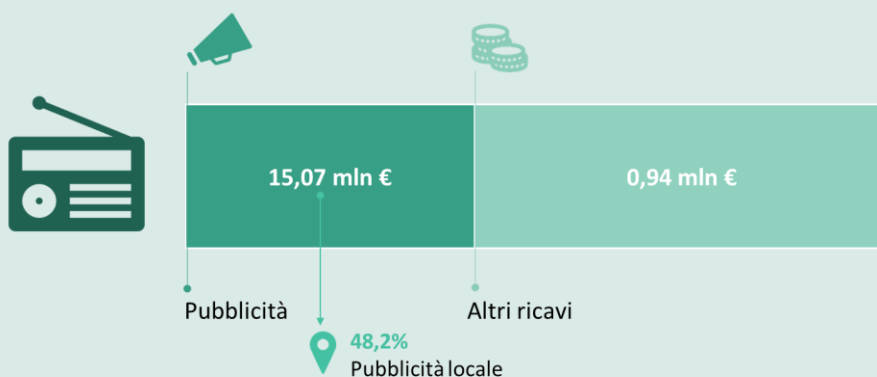 15,07 mln €
0,94 mln €
Pubblicità
Altri ricavi
48,2%
Pubblicità locale